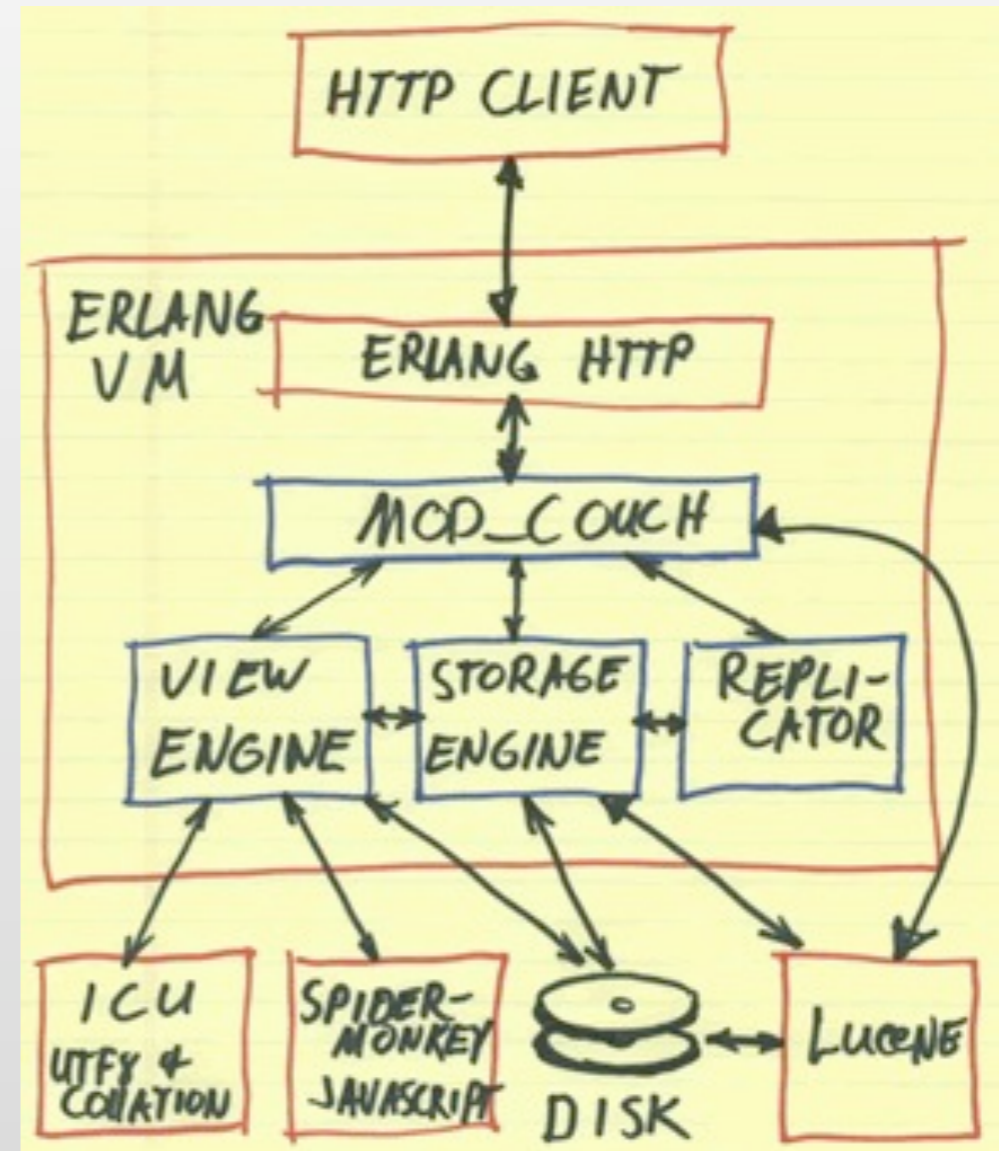 HTTP CLIENT
ERLANG
VM
ERLANG HTTP
MOD_COUCH
VIEW
ENGINE
STORAGE
ENGINE
REPLI-
CATOR
ICU
UTF8 &
COLLATION
SPIDER-
MONKEY
JAVASCRIPT
DISK
LUCENE